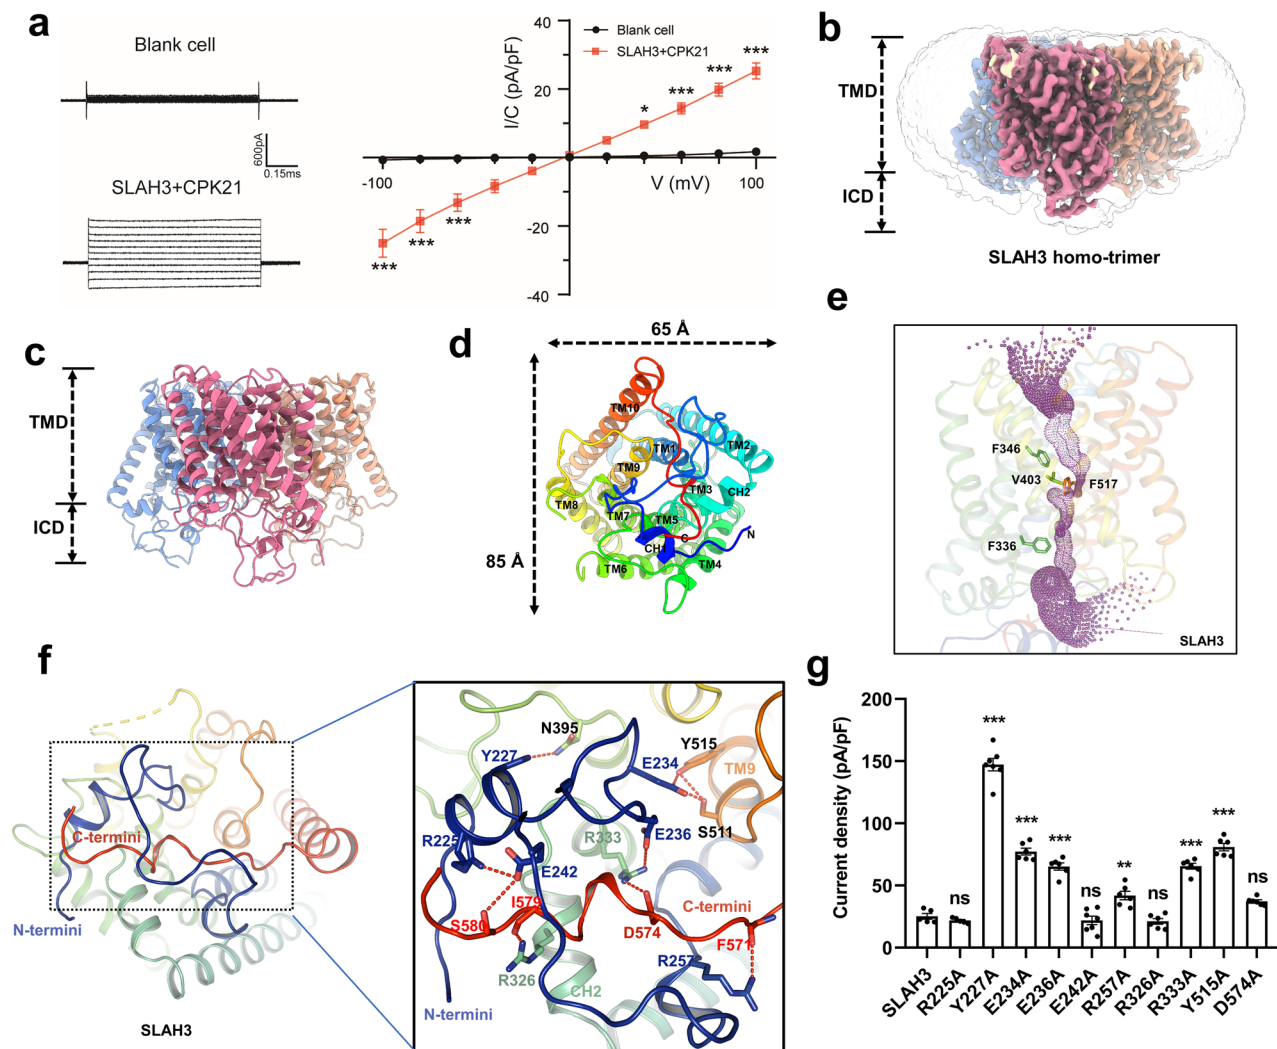 a
Blank cell
600pA
0.15ms
SLAH3+CPK21
I/C (pA/pF)
40
20
-20
-40
-100
V (mV)
100
Blank cell
SLAH3+CPK21
***
***
***
*
***
***
***
b
TMD
ICD
SLAH3 homo-trimer
c
TMD
ICD
d
65 Å
85 Å
TM10
TM1
TM2
TM9
TM3
CH2
TM8
TM7
TM5
C
N
CH1
TM6
TM4
e
F346
V403
F517
F336
SLAH3
f
C-termini
N-termini
SLAH3
N395
Y227
Y515
E234
TM9
S511
R333
E236
R225
E242
I579
C-termini
S580
D574
F571
R326
CH2
R257
N-termini
g
Current density (pA/pF)
200
150
100
50
0
ns
***
***
***
ns
**
ns
***
***
ns
SLAH3
R225A
Y227A
E234A
E236A
E242A
R257A
R326A
R333A
Y515A
D574A